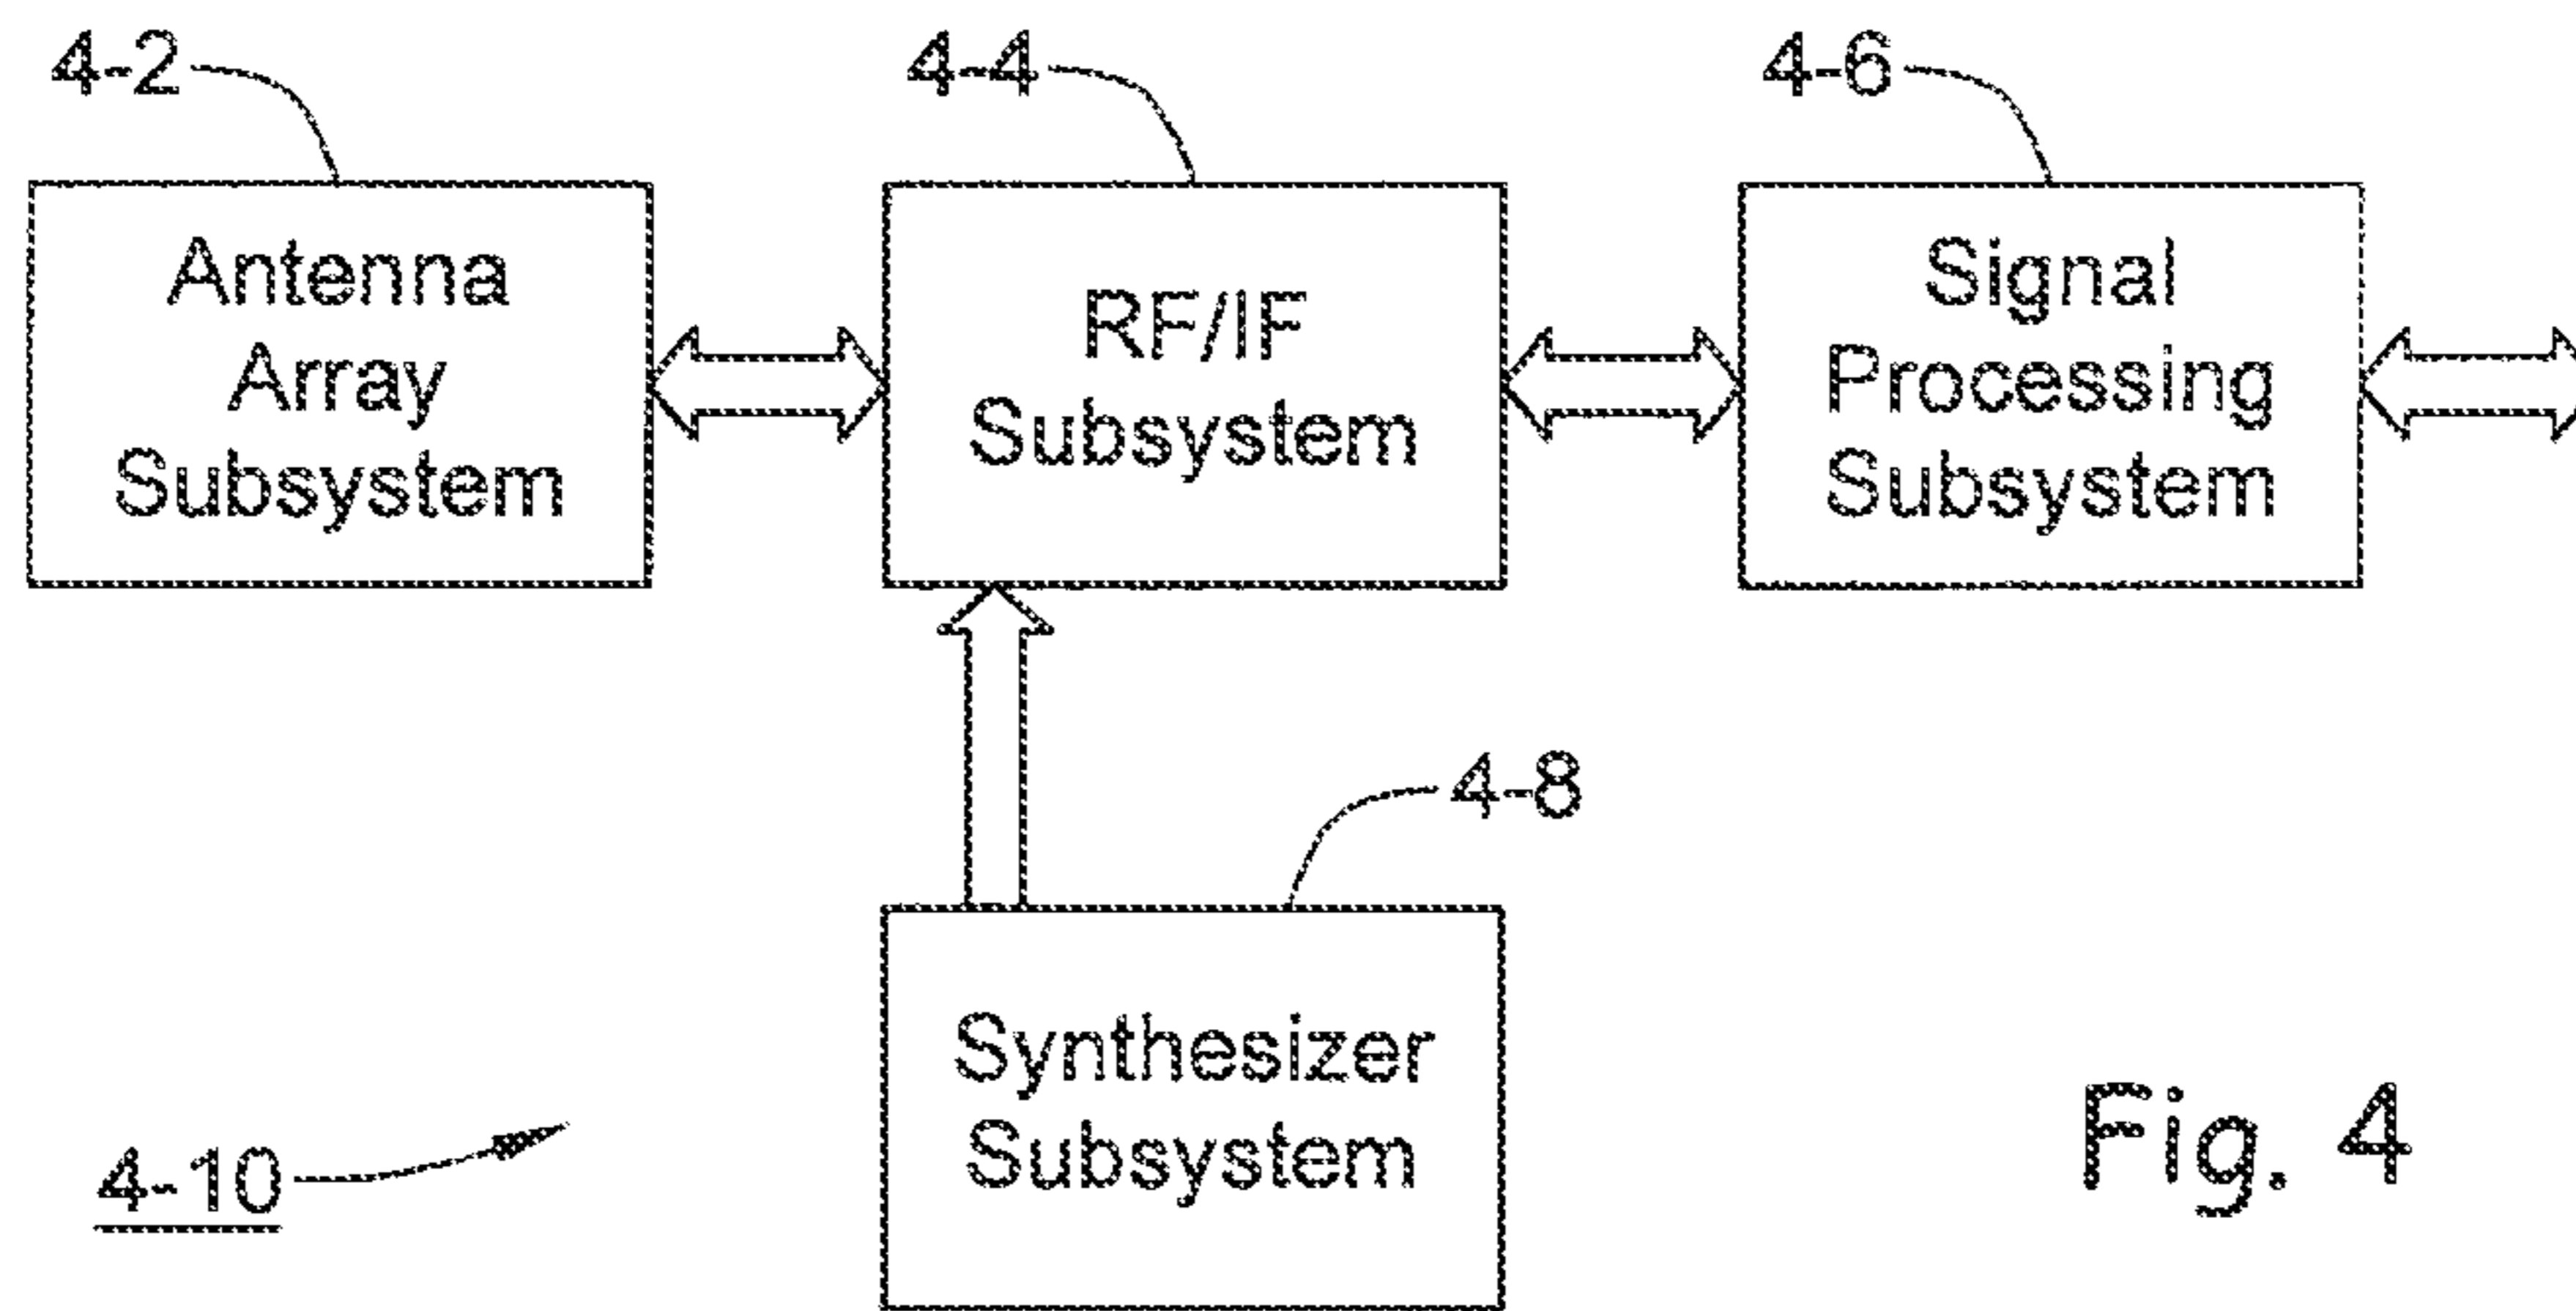 4-2
4-4
4-6
Antenna
Array
Subsystem
RF/IF
Subsystem
Signal
Processing
Subsystem
4-8
Synthesizer
Subsystem
4-10
Fig. 4